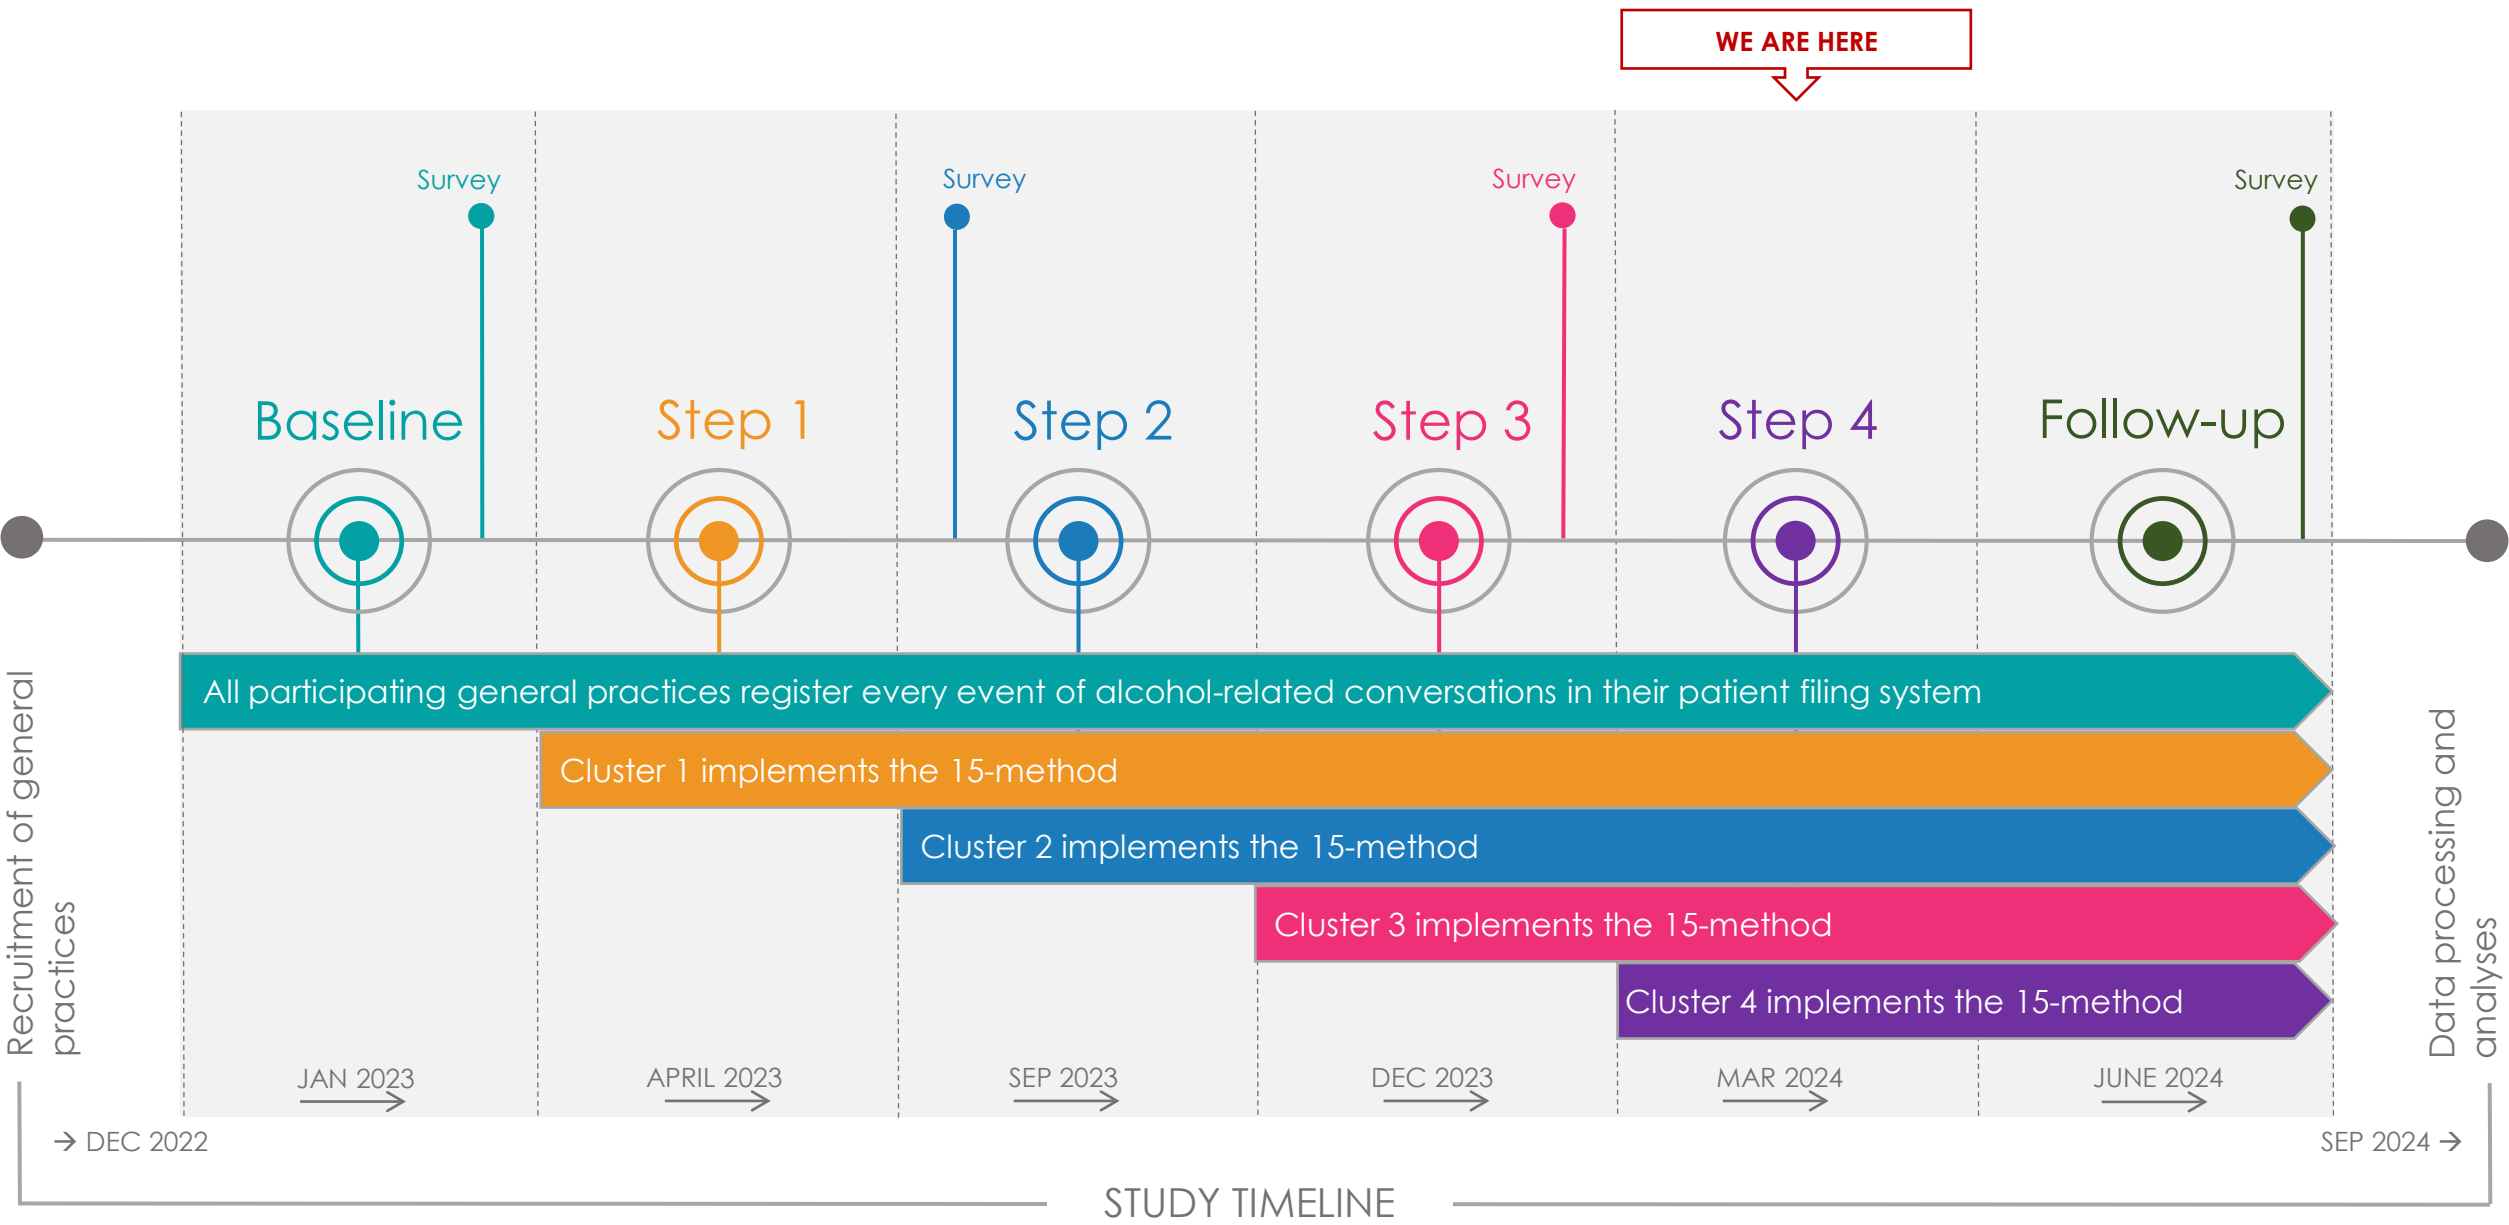 WE ARE HERE
Survey
Survey
Survey
Survey
Baseline
Step 1
Step 2
Step 3
Step 4
Follow-up
Recruitment of general
practices
All participating general practices register every event of alcohol-related conversations in their patient filing system
Cluster 1 implements the 15-method
Cluster 2 implements the 15-method
Cluster 3 implements the 15-method
Cluster 4 implements the 15-method
Data processing and
analyses
JAN 2023
APRIL 2023
SEP 2023
DEC 2023
MAR 2024
JUNE 2024
→ DEC 2022
SEP 2024 →
STUDY TIMELINE